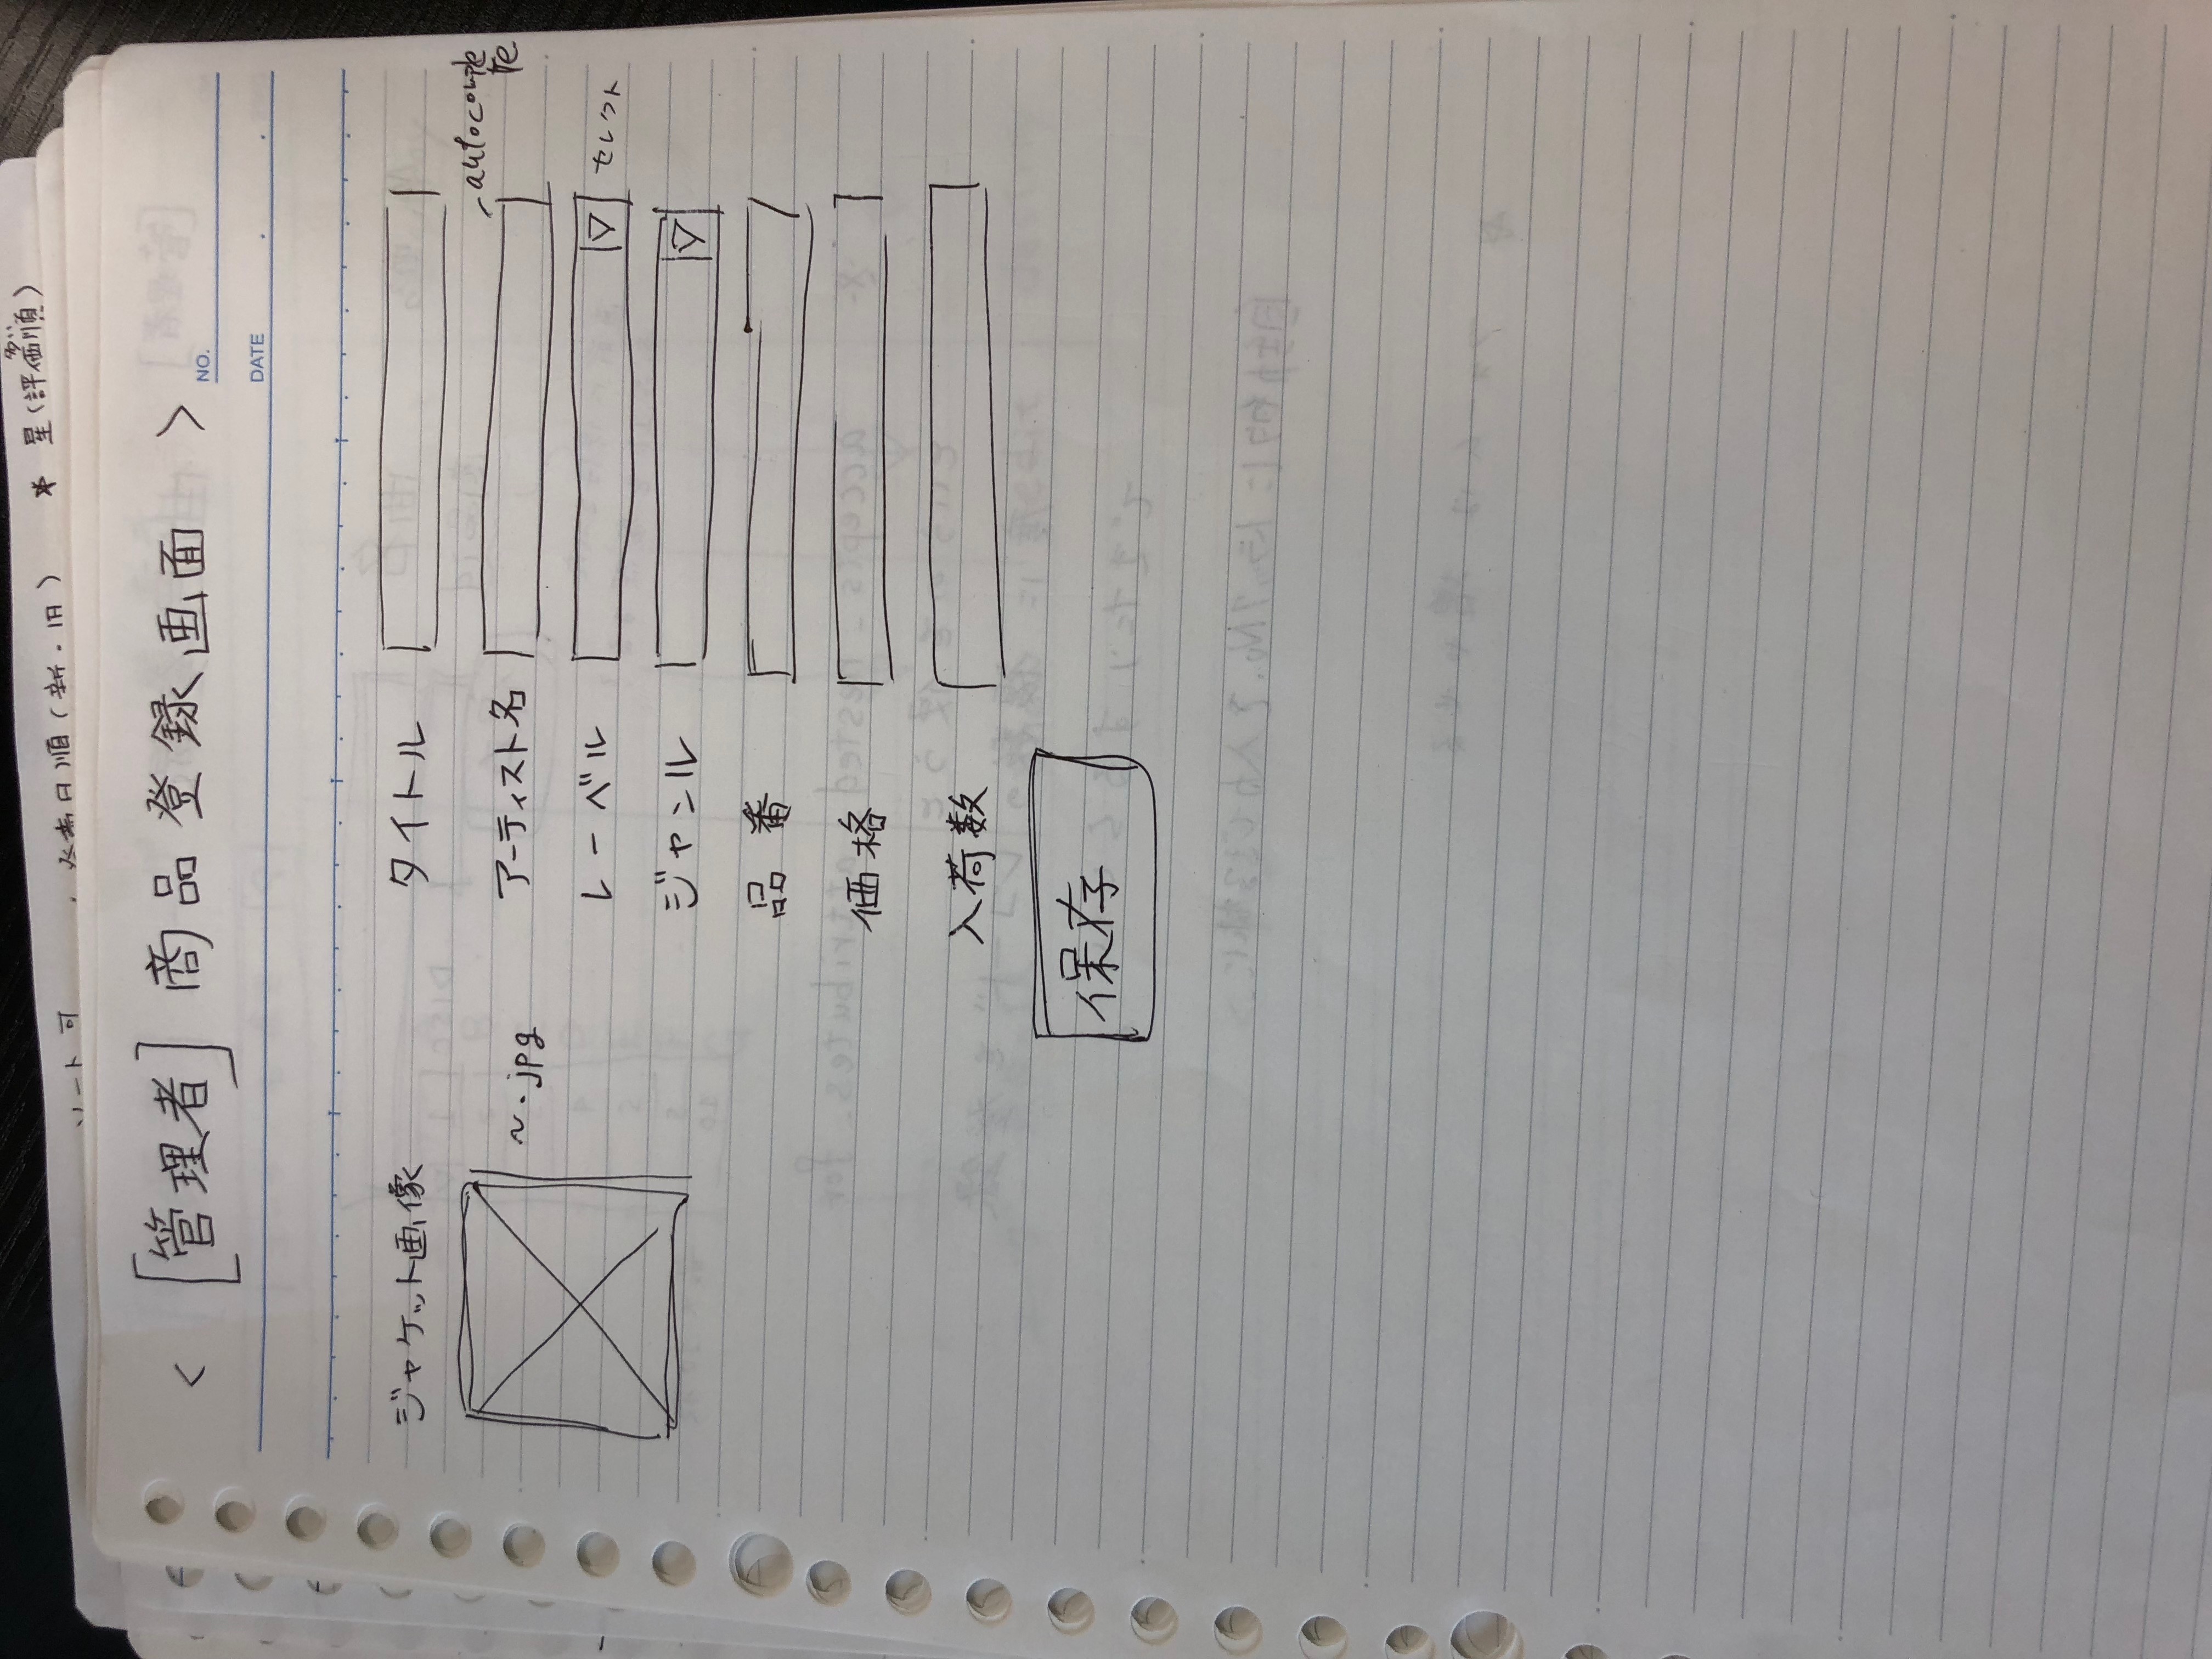 ソート可 ・発売日順(新・旧) * 星(評価順)
< [管理者] 商品登録画面 >
NO.
DATE
ジャケット画像
~.jpg
タイトル
アーティスト名
autocomplete
レーベル
セレクト
ジャンル
品番
価格
入荷数
保存